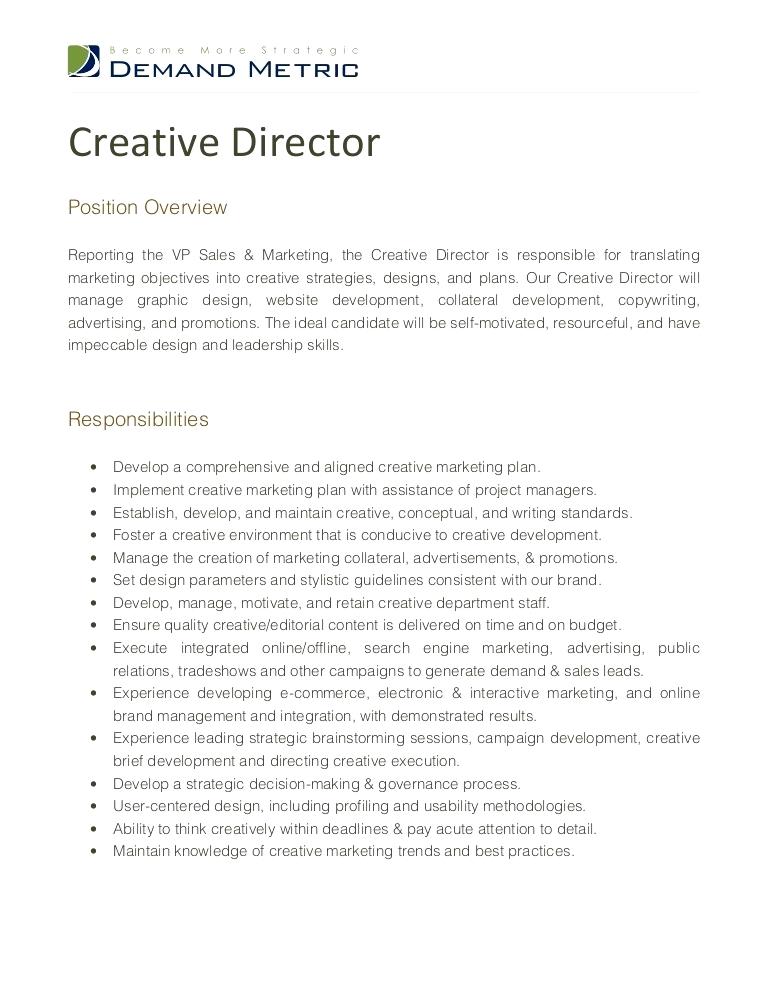 Become More Strategic
DEMAND METRIC
Creative Director
Position Overview
Reporting the VP Sales & Marketing, the Creative Director is responsible for translating
marketing objectives into creative strategies, designs, and plans. Our Creative Director will
manage graphic design, website development, collateral development, copywriting,
advertising, and promotions. The ideal candidate will be self-motivated, resourceful, and have
impeccable design and leadership skills.
Responsibilities
• Develop a comprehensive and aligned creative marketing plan.
• Implement creative marketing plan with assistance of project managers.
• Establish, develop, and maintain creative, conceptual, and writing standards.
• Foster a creative environment that is conducive to creative development.
• Manage the creation of marketing collateral, advertisements, & promotions.
• Set design parameters and stylistic guidelines consistent with our brand.
• Develop, manage, motivate, and retain creative department staff.
• Ensure quality creative/editorial content is delivered on time and on budget.
• Execute integrated online/offline, search engine marketing, advertising, public
relations, tradeshows and other campaigns to generate demand & sales leads.
• Experience developing e-commerce, electronic & interactive marketing, and online
brand management and integration, with demonstrated results.
• Experience leading strategic brainstorming sessions, campaign development, creative
brief development and directing creative execution.
• Develop a strategic decision-making & governance process.
• User-centered design, including profiling and usability methodologies.
• Ability to think creatively within deadlines & pay acute attention to detail.
• Maintain knowledge of creative marketing trends and best practices.